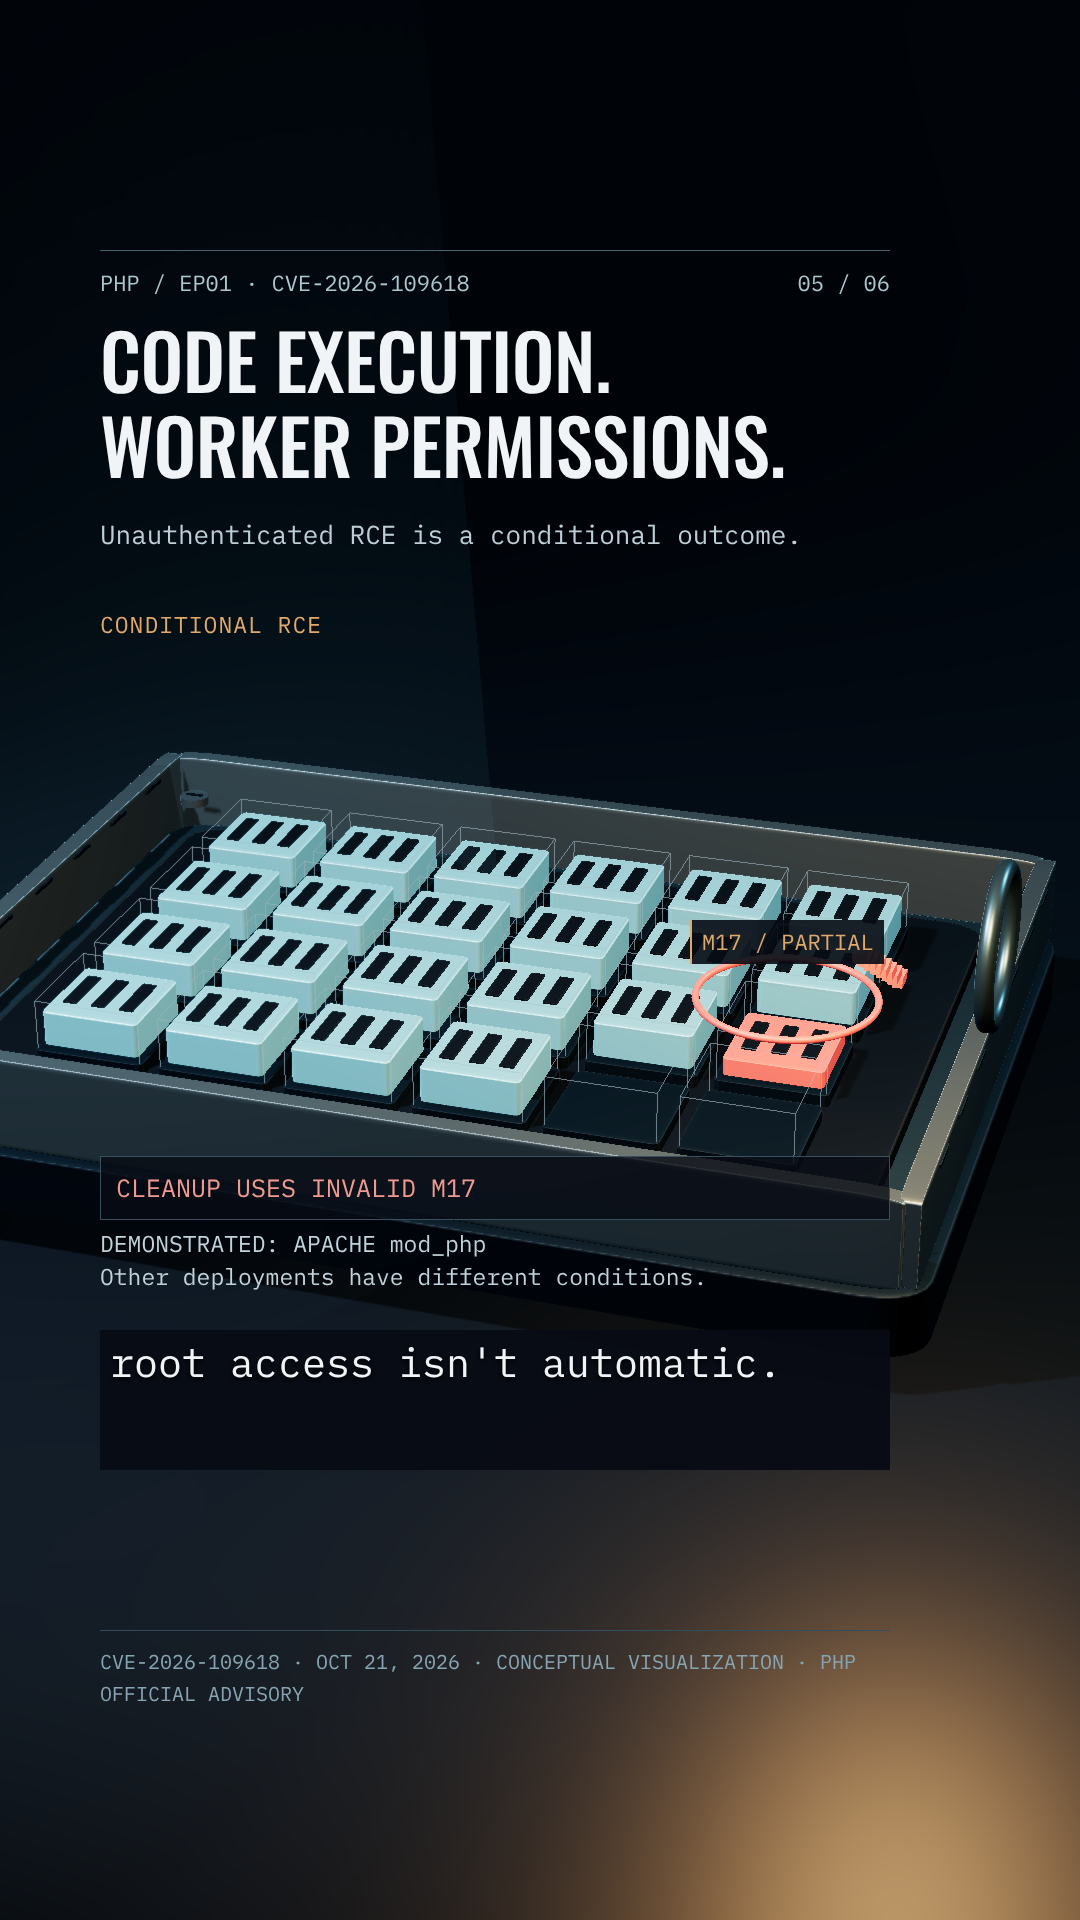 PHP / EP01 · CVE-2026-109618
05 / 06
CODE EXECUTION.
WORKER PERMISSIONS.
Unauthenticated RCE is a conditional outcome.
CONDITIONAL RCE
M17 / PARTIAL
CLEANUP USES INVALID M17
DEMONSTRATED: APACHE mod_php
Other deployments have different conditions.
root access isn't automatic.
CVE-2026-109618 · OCT 21, 2026 · CONCEPTUAL VISUALIZATION · PHP
OFFICIAL ADVISORY